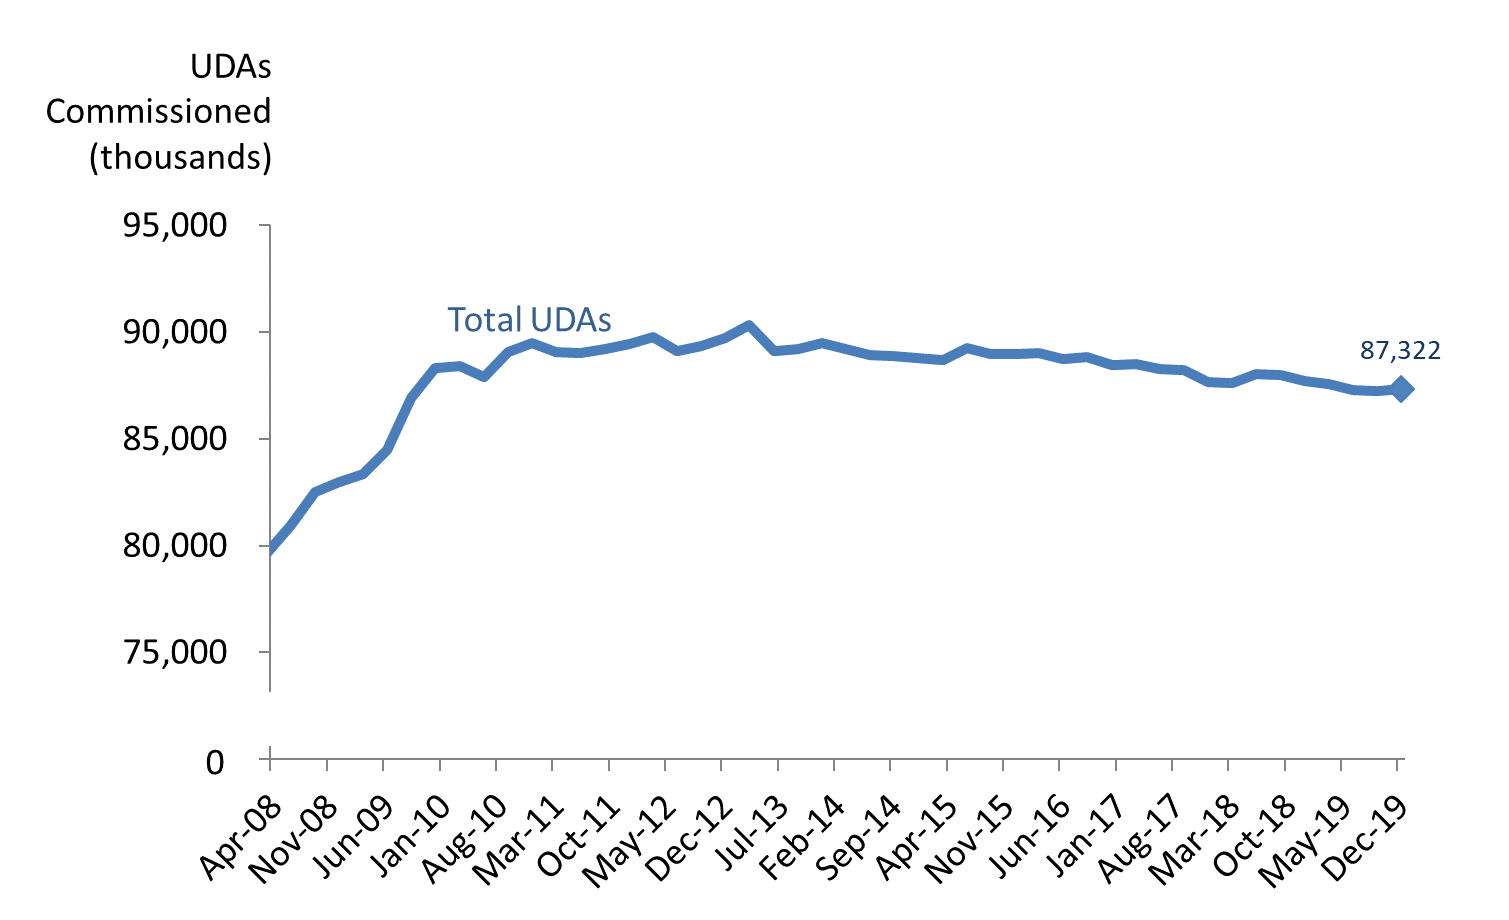 UDAs
Commissioned
(thousands)
95,000
90,000
85,000
80,000
75,000
0
Total UDAs
87,322
Apr-08
Nov-08
Jun-09
Jan-10
Aug-10
Mar-11
Oct-11
May-12
Dec-12
Jul-13
Feb-14
Sep-14
Apr-15
Nov-15
Jun-16
Jan-17
Aug-17
Mar-18
Oct-18
May-19
Dec-19